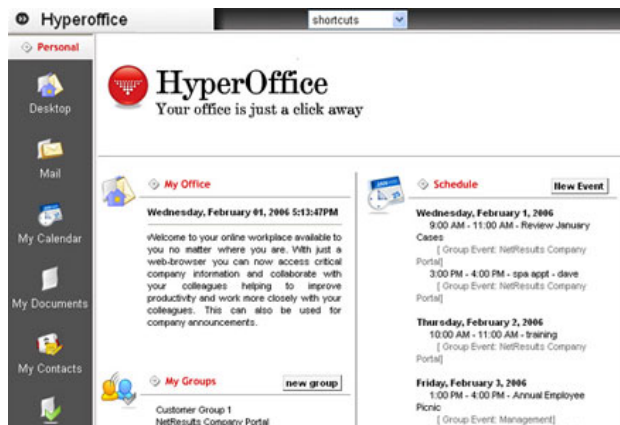 Hyperoffice
shortcuts
Personal
Desktop
Mail
My Calendar
My Documents
My Contacts
HyperOffice
Your office is just a click away
My Office
Wednesday, February 01, 2006 5:13:47PM
Welcome to your online workplace available to
you no matter where you are. With just a
web-browser you can now access critical
company information and collaborate with
your colleagues helping to improve
productivity and work more closely with your
colleagues. This can also be used for
company announcements.
My Groups
new group
Customer Group 1
NetResults Company Portal
Schedule
New Event
Wednesday, February 1, 2006
9:00 AM - 11:00 AM - Review January
Cases
[ Group Event: NetResults Company
Portal]
3:00 PM - 4:00 PM - spa appt - dave
[ Group Event: NetResults Company
Portal]
Thursday, February 2, 2006
10:00 AM - 11:00 AM - training
[ Group Event: NetResults Company
Portal]
Friday, February 3, 2006
1:00 PM - 4:00 PM - Annual Employee
Picnic
[ Group Event: Management]